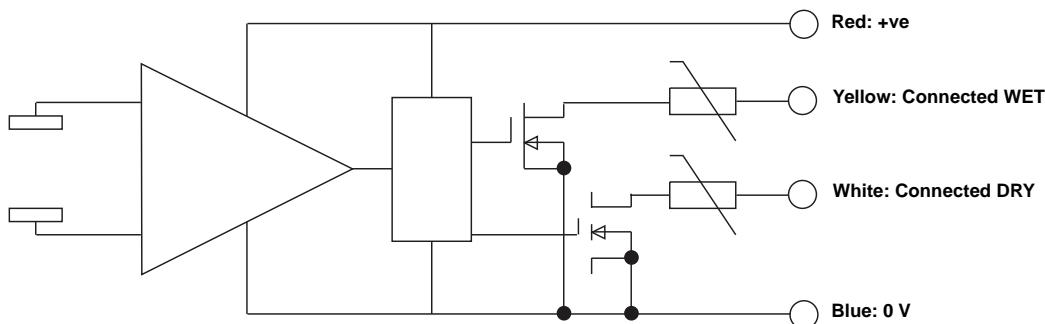 Red: +ve
Yellow: Connected WET
White: Connected DRY
Blue: 0 V